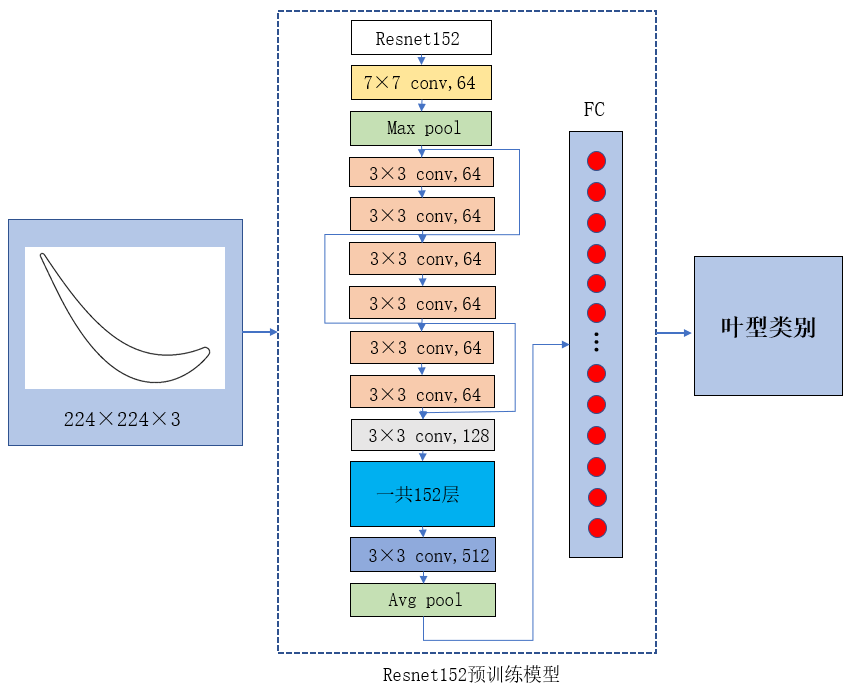 224×224×3
Resnet152
7×7 conv,64
Max pool
3×3 conv,64
3×3 conv,64
3×3 conv,64
3×3 conv,64
3×3 conv,64
3×3 conv,64
3×3 conv,128
一共152层
3×3 conv,512
Avg pool
FC
叶型类别
Resnet152预训练模型